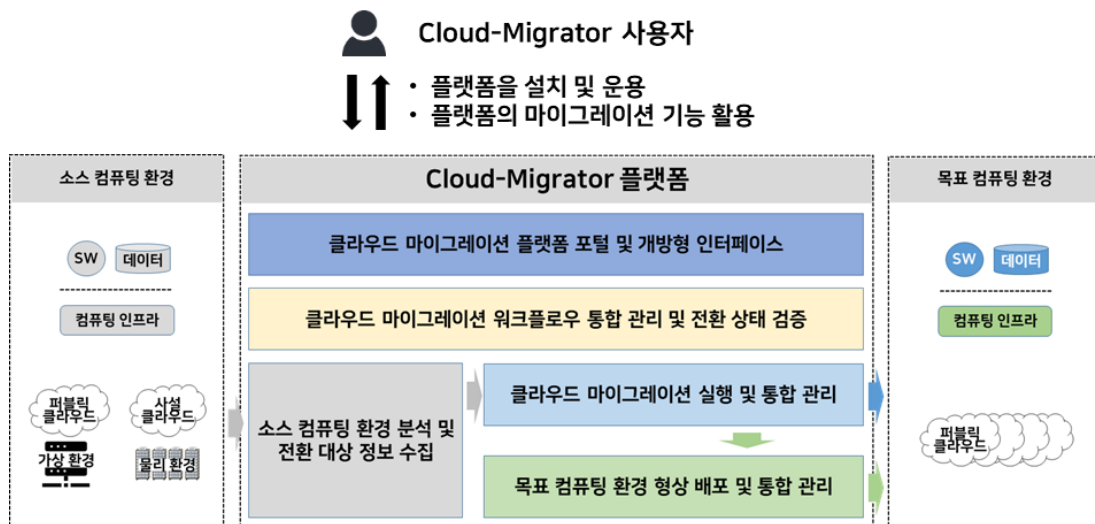 Cloud-Migrator 사용자
• 플랫폼을 설치 및 운용
• 플랫폼의 마이그레이션 기능 활용
소스 컴퓨팅 환경
SW
데이터
컴퓨팅 인프라
퍼블릭
클라우드
사설
클라우드
가상 환경
물리 환경
Cloud-Migrator 플랫폼
클라우드 마이그레이션 플랫폼 포털 및 개방형 인터페이스
클라우드 마이그레이션 워크플로우 통합 관리 및 전환 상태 검증
소스 컴퓨팅 환경 분석 및
전환 대상 정보 수집
클라우드 마이그레이션 실행 및 통합 관리
목표 컴퓨팅 환경 형상 배포 및 통합 관리
목표 컴퓨팅 환경
SW
데이터
컴퓨팅 인프라
퍼블릭
클라우드